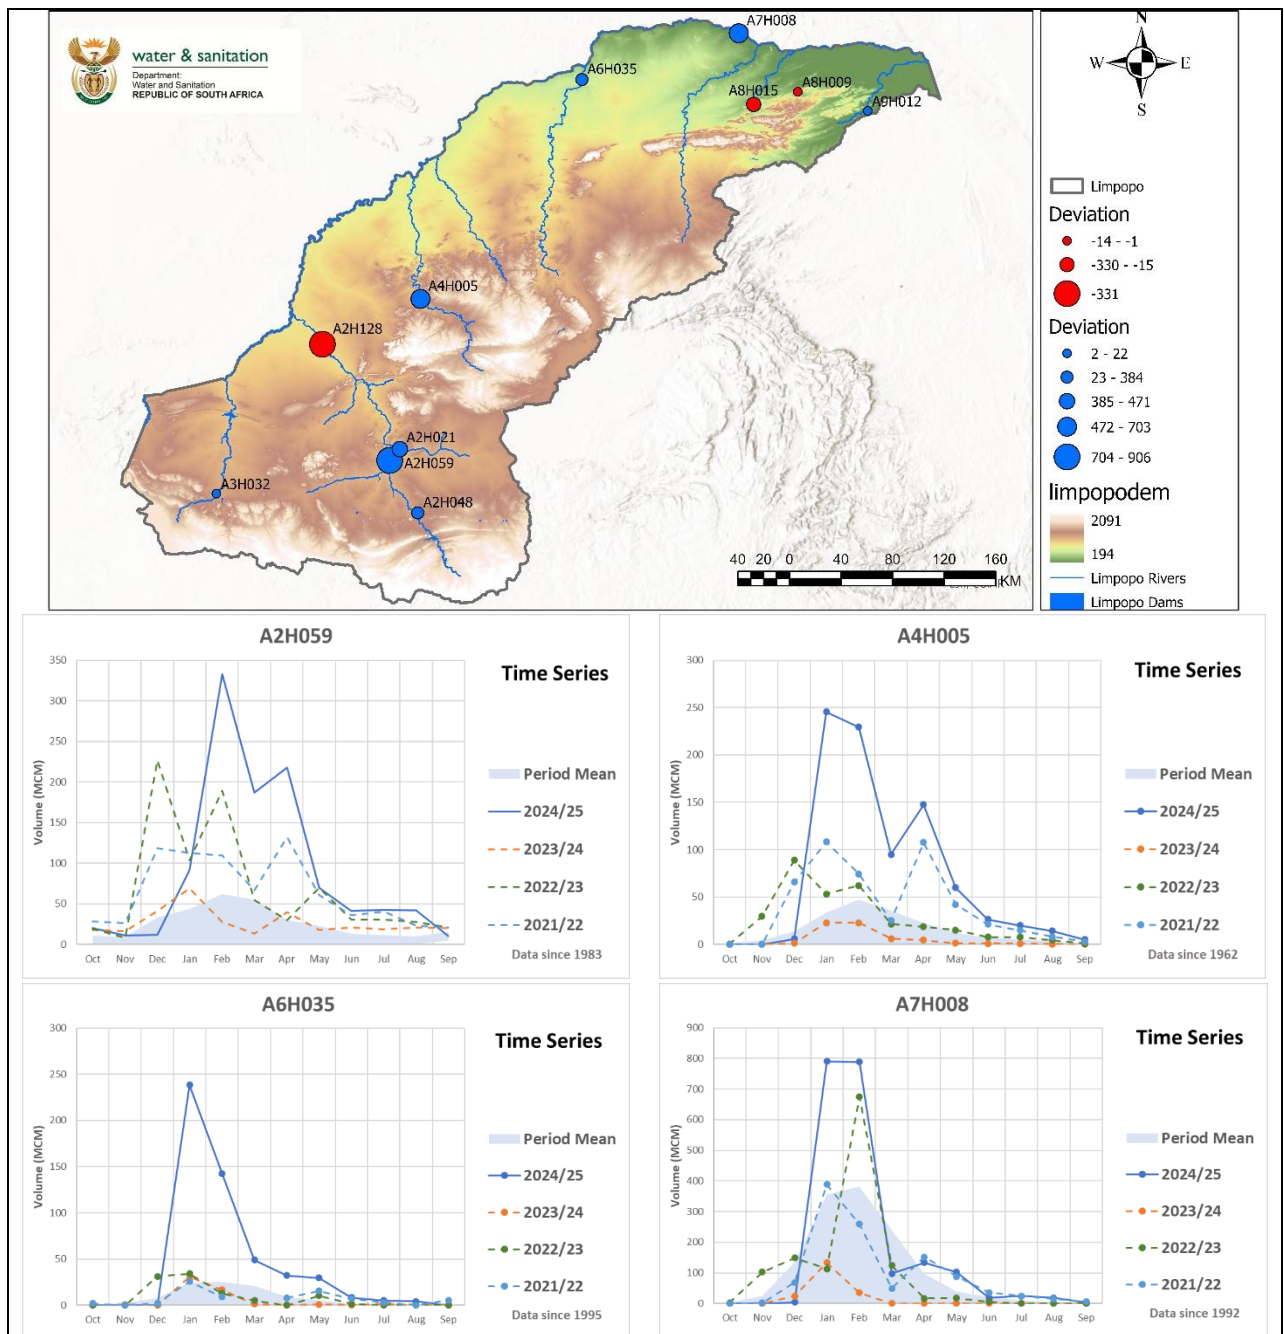 water & sanitation
Department:
Water and Sanitation
REPUBLIC OF SOUTH AFRICA
A7H008
A6H035
A8H009
A8H015
A9H012
A4H005
A2H128
A2H021
A2H059
A3H032
A2H048
40 20 0 40 80 120 160
KM
N
W E
S
Limpopo
Deviation
-14 - -1
-330 - -15
-331
Deviation
2 - 22
23 - 384
385 - 471
472 - 703
704 - 906
limpopodem
2091
194
Limpopo Rivers
Limpopo Dams
A2H059
Time Series
Volume (MCM)
350
300
250
200
150
100
50
0
Oct Nov Dec Jan Feb Mar Apr May Jun Jul Aug Sep
Period Mean
2024/25
2023/24
2022/23
2021/22
Data since 1983
A4H005
Time Series
Volume (MCM)
300
250
200
150
100
50
0
Oct Nov Dec Jan Feb Mar Apr May Jun Jul Aug Sep
Period Mean
2024/25
2023/24
2022/23
2021/22
Data since 1962
A6H035
Time Series
Volume (MCM)
300
250
200
150
100
50
0
Oct Nov Dec Jan Feb Mar Apr May Jun Jul Aug Sep
Period Mean
2024/25
2023/24
2022/23
2021/22
Data since 1995
A7H008
Time Series
Volume (MCM)
900
800
700
600
500
400
300
200
100
0
Oct Nov Dec Jan Feb Mar Apr May Jun Jul Aug Sep
Period Mean
2024/25
2023/24
2022/23
2021/22
Data since 1992